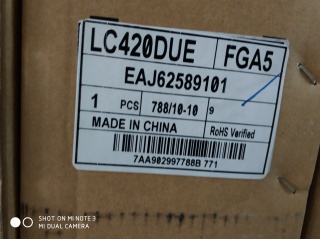 LC420DUE FGA5
EAJ62589101
1 PCS 788/10-10 9
MADE IN CHINA RoHS Verified
7AA902997788B 771
SHOT ON MI NOTE 3
MI DUAL CAMERA